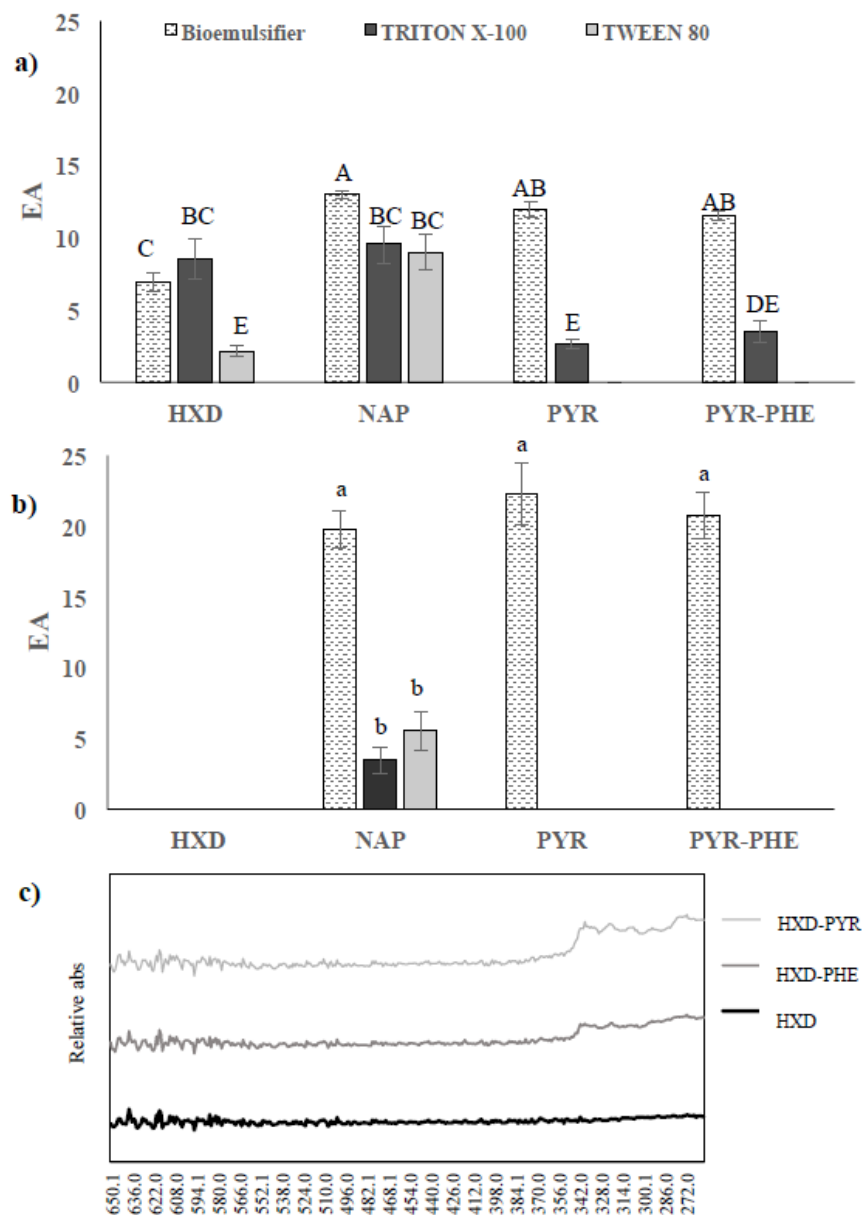 25
Bioemulsifier TRITON X-100 TWEEN 80
a)
20
15
A
AB
AB
BC
BC BC
EA
10
C
5
E
E
DE
0
HXD NAP PYR PYR-PHE
25
a
a
a
b)
20
15
EA
10
b
5
b
0
HXD NAP PYR PYR-PHE
c)
Relative abs
HXD-PYR
HXD-PHE
HXD
650.1 636.0 622.0 608.0 594.1 580.0 566.0 552.1 538.0 524.0 510.0 496.0 482.1 468.1 454.0 440.0 426.0 412.0 398.0 384.1 370.0 356.0 342.0 328.0 314.0 300.1 286.0 272.0